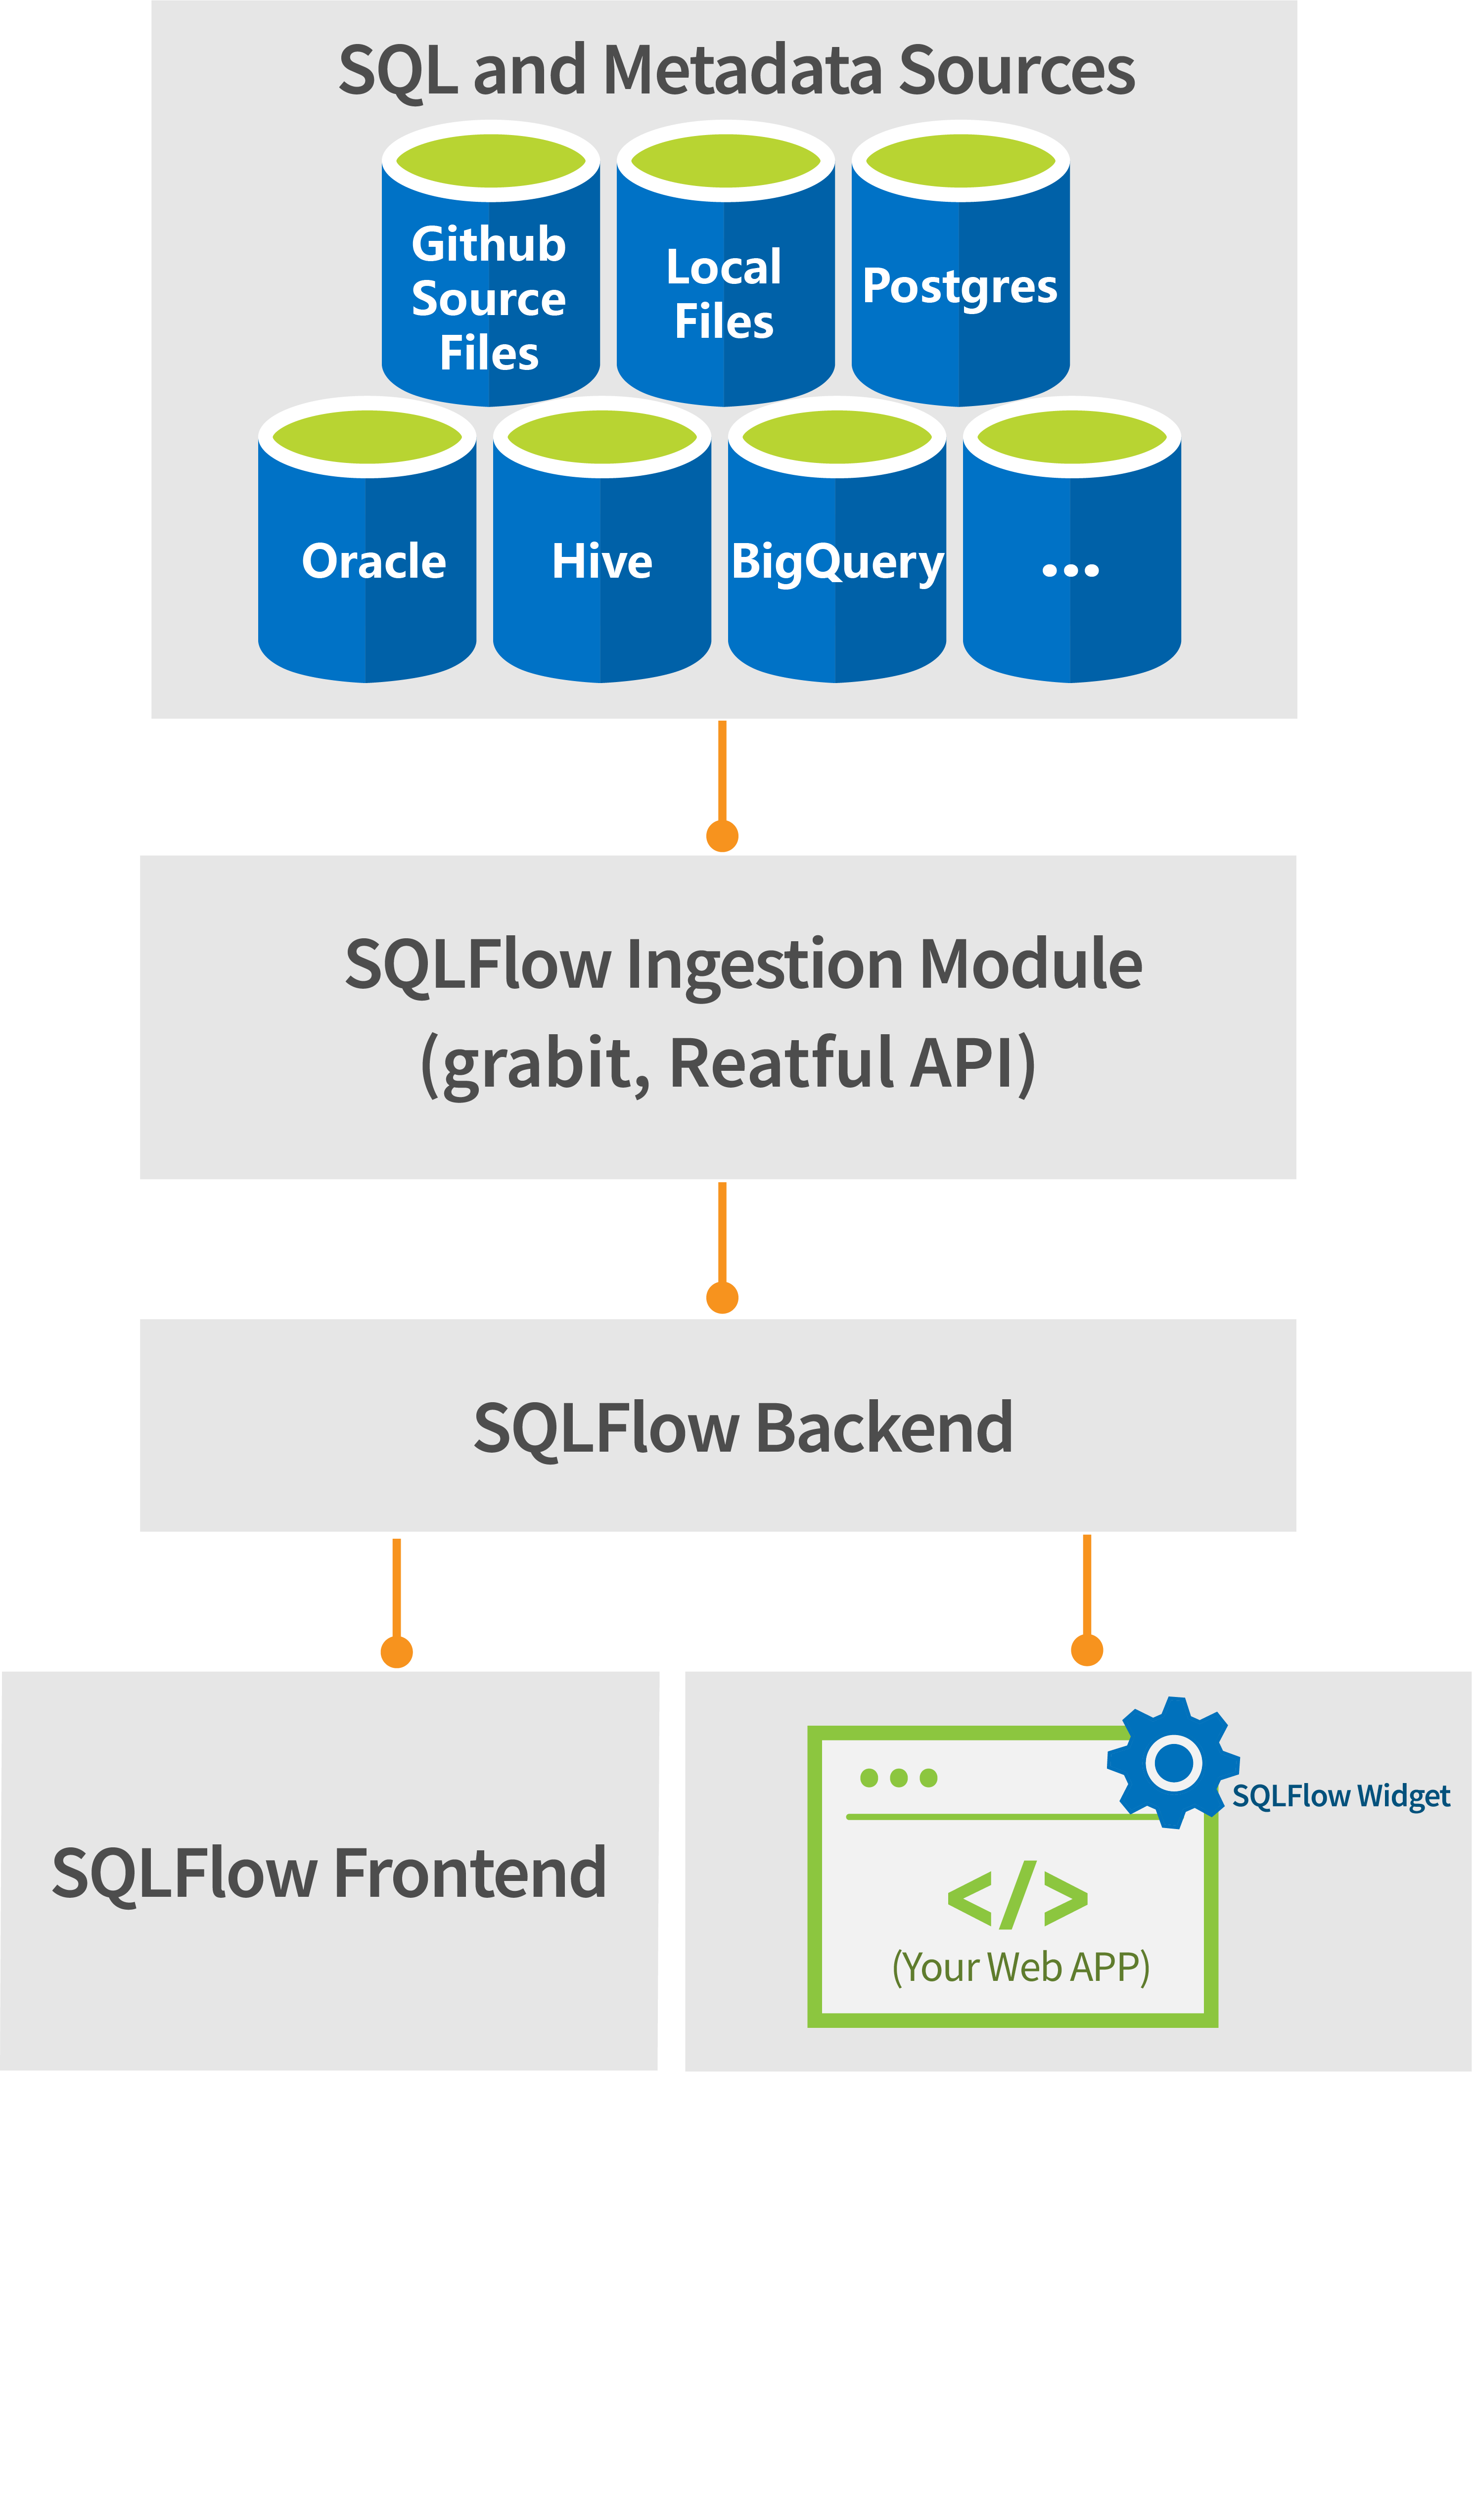 SQL and Metadata Sources
Github
Source
Files
Local
Files
Postgres
Oracle
Hive
BigQuery
...
SQLFlow Ingestion Module
(grabit, Reatful API)
SQLFlow Backend
SQLFlow Frontend
SQLFlow Widget
</>
(Your Web APP)